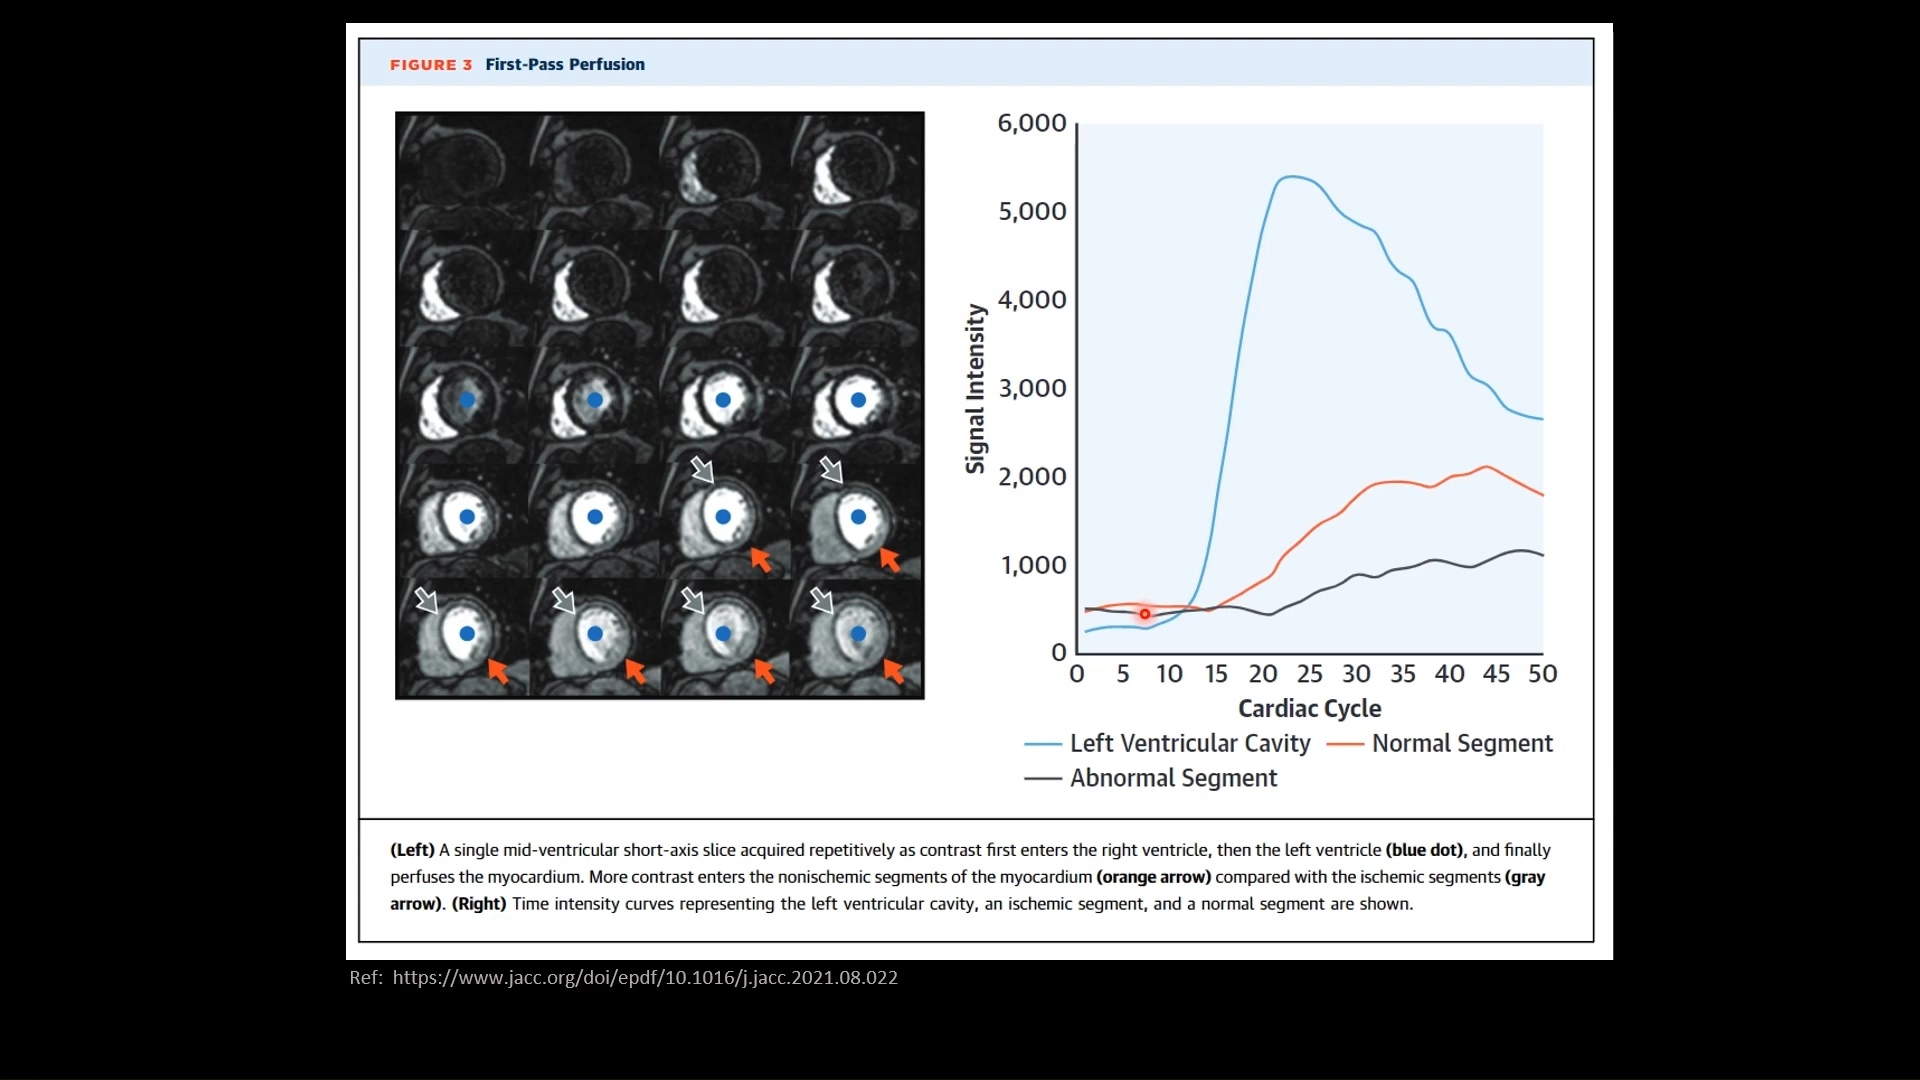 FIGURE 3 First-Pass Perfusion
6,000
5,000
4,000
3,000
2,000
1,000
0
Signal Intensity
0 5 10 15 20 25 30 35 40 45 50
Cardiac Cycle
Left Ventricular Cavity Normal Segment
Abnormal Segment
(Left) A single mid-ventricular short-axis slice acquired repetitively as contrast first enters the right ventricle, then the left ventricle (blue dot), and finally
perfuses the myocardium. More contrast enters the nonischemic segments of the myocardium (orange arrow) compared with the ischemic segments (gray
arrow). (Right) Time intensity curves representing the left ventricular cavity, an ischemic segment, and a normal segment are shown.
Ref: https://www.jacc.org/doi/epdf/10.1016/j.jacc.2021.08.022